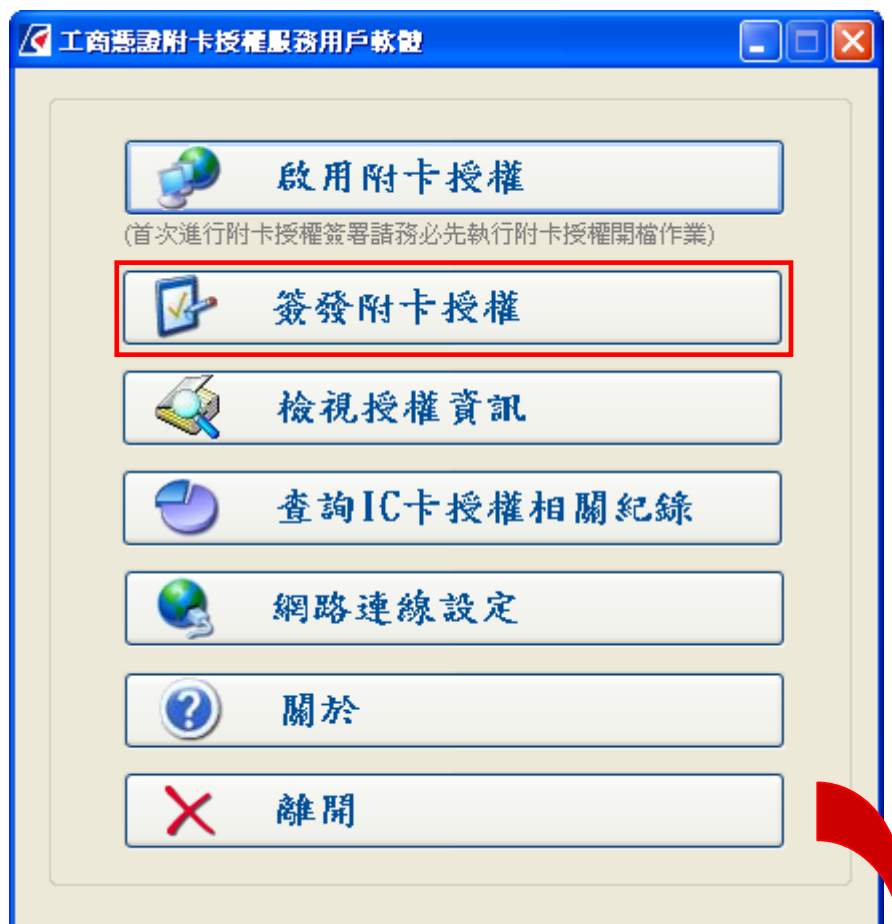 工商憑證附卡授權服務用戶軟體
啟用附卡授權
(首次進行附卡授權簽署請務必先執行附卡授權開檔作業)
簽發附卡授權
檢視授權資訊
查詢IC卡授權相關紀錄
網路連線設定
關於
離開